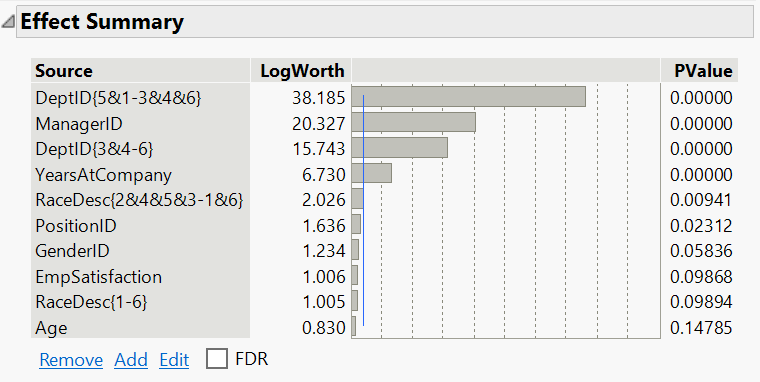 Effect Summary
Source LogWorth PValue
DeptID{5&1-3&4&6} 38.185 0.00000
ManagerID 20.327 0.00000
DeptID{3&4-6} 15.743 0.00000
YearsAtCompany 6.730 0.00000
RaceDesc{2&4&5&3-1&6} 2.026 0.00941
PositionID 1.636 0.02312
GenderID 1.234 0.05836
EmpSatisfaction 1.006 0.09868
RaceDesc{1-6} 1.005 0.09894
Age 0.830 0.14785
Remove Add Edit FDR